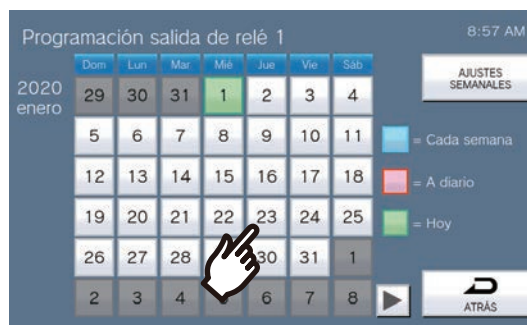 Programación salida de relé 1
8:57 AM
Dom Lun Mar Mié Jue Vie Sáb
AJUSTES
SEMANALES
2020
enero
29 30 31 1 2 3 4
5 6 7 8 9 10 11
= Cada semana
12 13 14 15 16 17 18
= A diario
19 20 21 22 23 24 25
= Hoy
26 27 28 30 31 1
2 3 4 6 7 8
ATRÁS